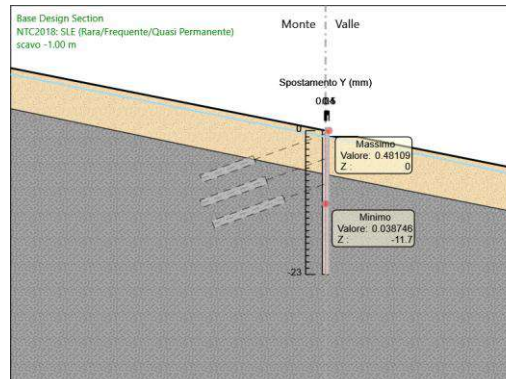 Base Design Section
NTC2018: SLE (Rara/Frequente/Quasi Permanente)
scavo -1.00 m
Monte Valle
Spostamento Y (mm)
0
Massimo
Valore: 0.48109
Z : 0
Minimo
Valore: 0.038746
Z : -11.7
-23